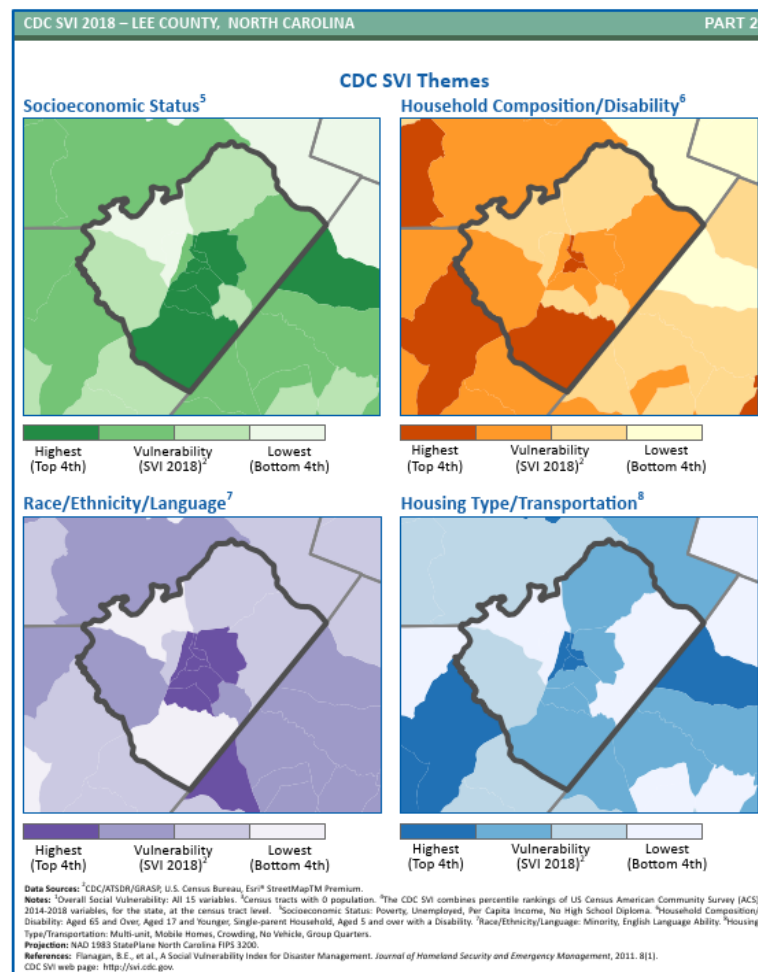 CDC SVI 2018 – LEE COUNTY, NORTH CAROLINA PART 2
CDC SVI Themes
Socioeconomic Status⁵ Household Composition/Disability⁶
Highest (Top 4th) Vulnerability (SVI 2018)² Lowest (Bottom 4th)
Highest (Top 4th) Vulnerability (SVI 2018)² Lowest (Bottom 4th)
Race/Ethnicity/Language⁷ Housing Type/Transportation⁸
Highest (Top 4th) Vulnerability (SVI 2018)² Lowest (Bottom 4th)
Highest (Top 4th) Vulnerability (SVI 2018)² Lowest (Bottom 4th)
Data Sources: ²CDC/ATSDR/GRASP, U.S. Census Bureau, Esri® StreetMapTM Premium.
Notes: ¹Overall Social Vulnerability: All 15 variables. ³Census tracts with 0 population. ⁴The CDC SVI combines percentile rankings of US Census American Community Survey (ACS)
2014-2018 variables, for the state, at the census tract level. ⁵Socioeconomic Status: Poverty, Unemployed, Per Capita Income, No High School Diploma. ⁶Household Composition/
Disability: Aged 65 and Over, Aged 17 and Younger, Single-parent Household, Aged 5 and over with a Disability. ⁷Race/Ethnicity/Language: Minority, English Language Ability. ⁸Housing
Type/Transportation: Multi-unit, Mobile Homes, Crowding, No Vehicle, Group Quarters.
Projection: NAD 1983 StatePlane North Carolina FIPS 3200.
References: Flanagan, B.E., et al., A Social Vulnerability Index for Disaster Management. Journal of Homeland Security and Emergency Management, 2011. 8(1).
CDC SVI web page: http://svi.cdc.gov.